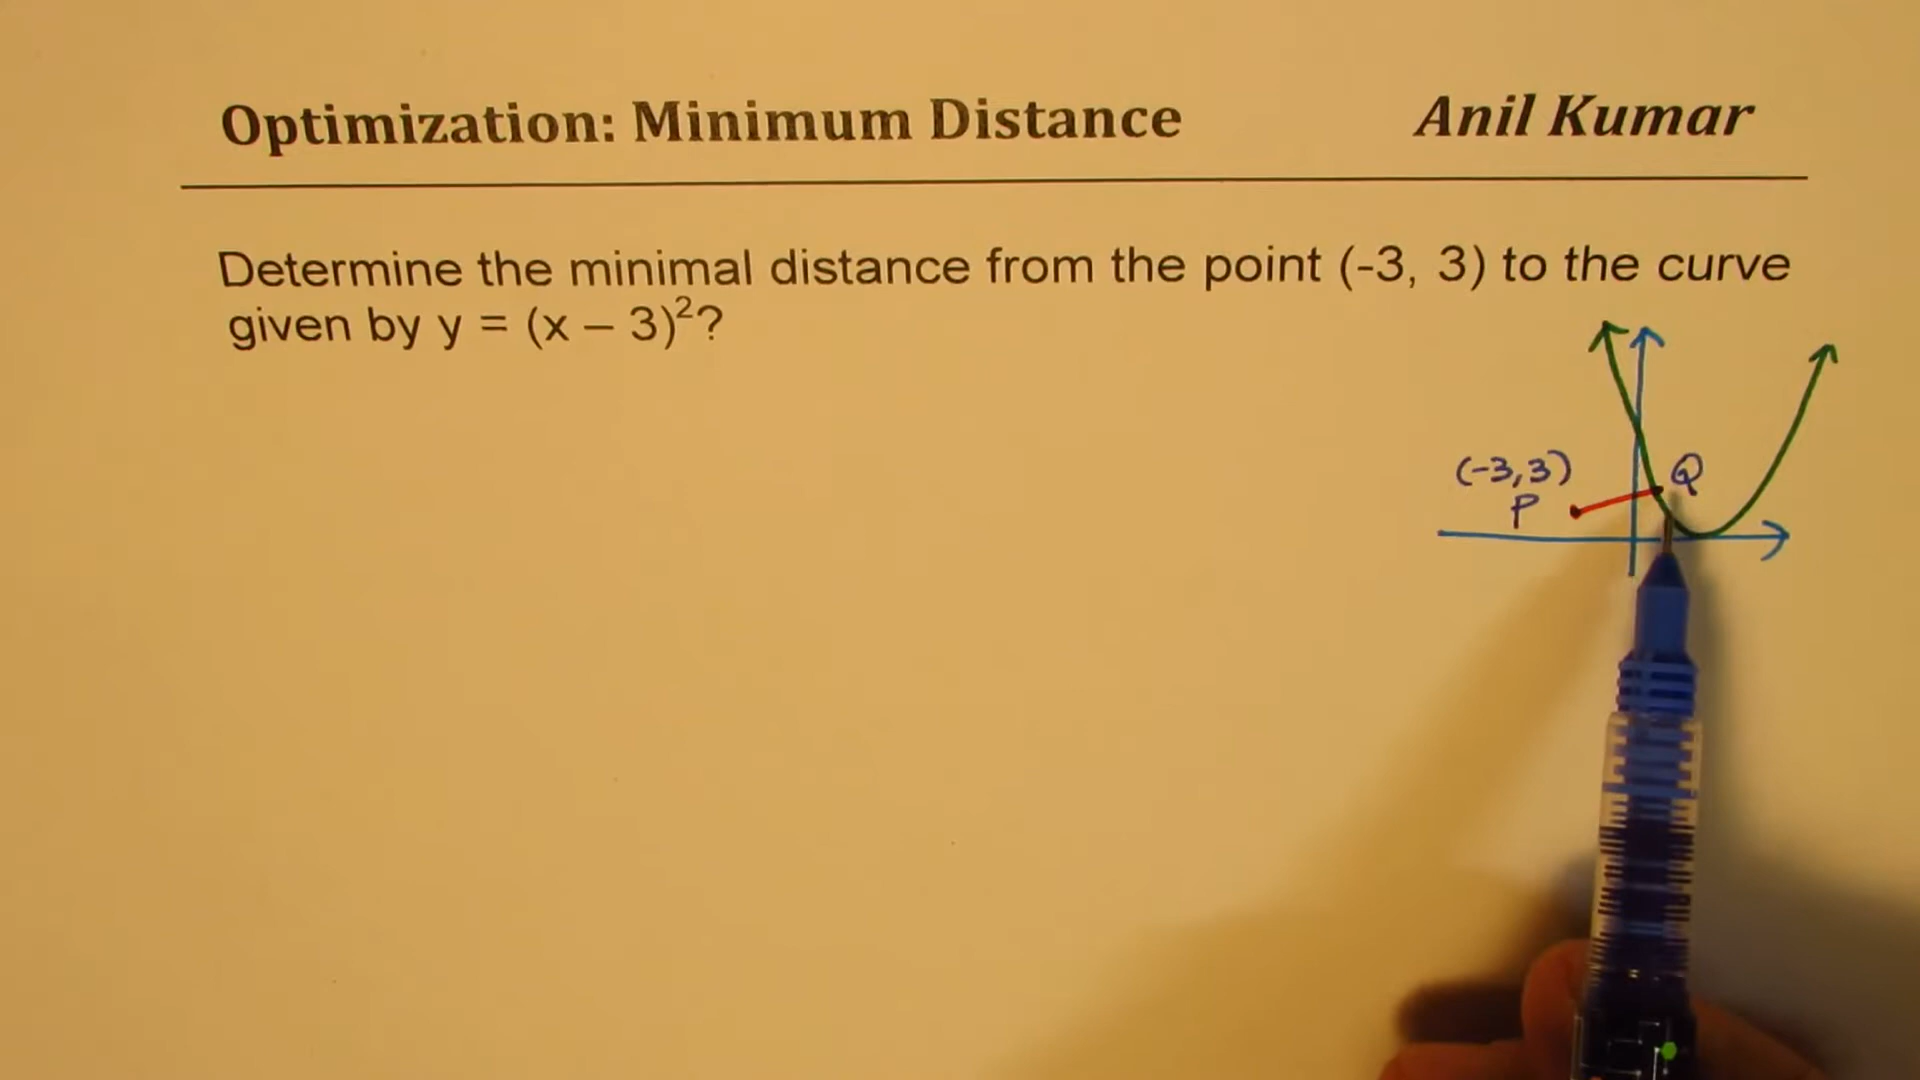 Optimization: Minimum Distance
Anil Kumar
Determine the minimal distance from the point (-3, 3) to the curve
given by y = (x – 3)²?
(-3,3)
P
Q